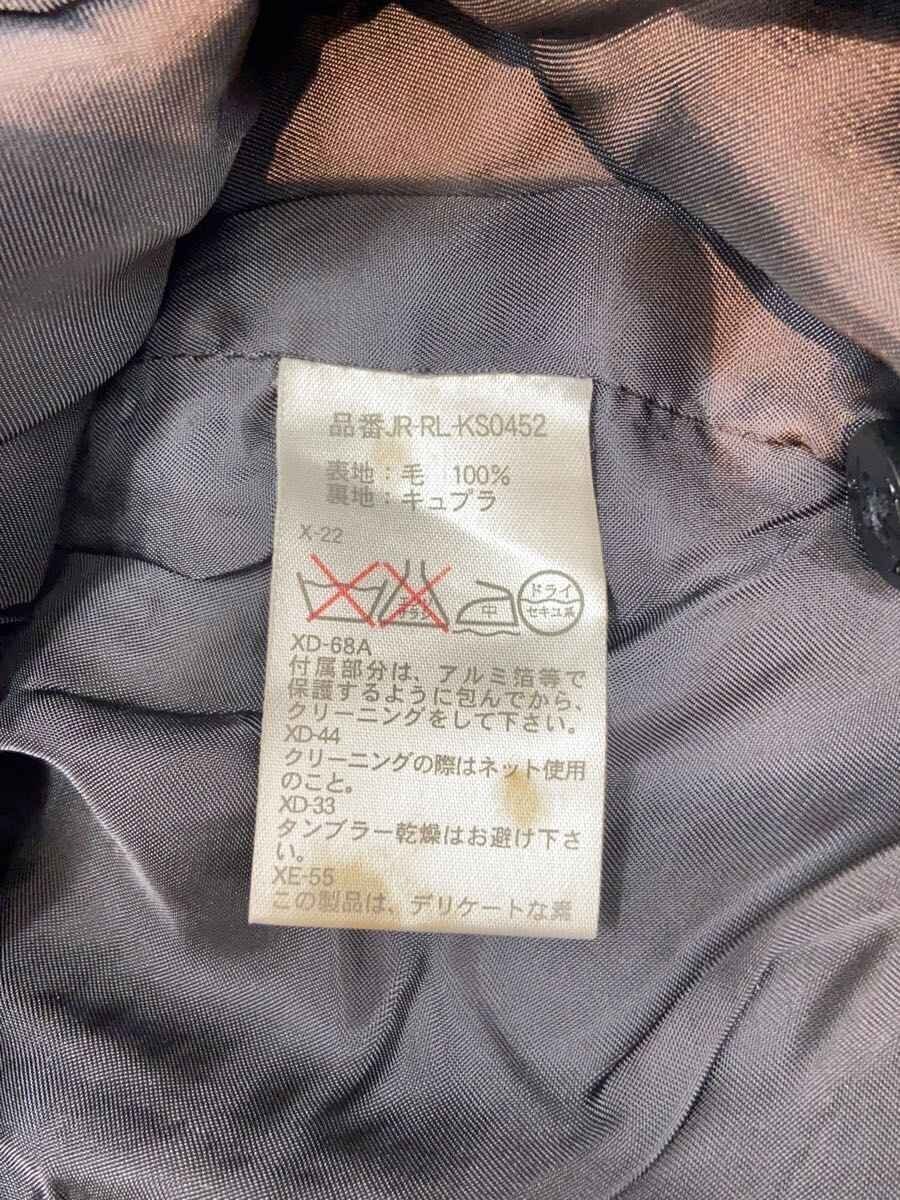 品番JR-RL-KS0452
表地：毛　100%
裏地：キュプラ
X-22
中
ドライ
セキユ系
XD-68A
付属部分は、アルミ箔等で
保護するように包んでから、
クリーニングをして下さい。
XD-44
クリーニングの際はネット使用
のこと。
XD-33
タンブラー乾燥はお避け下さ
い。
XE-55
この製品は、デリケートな素